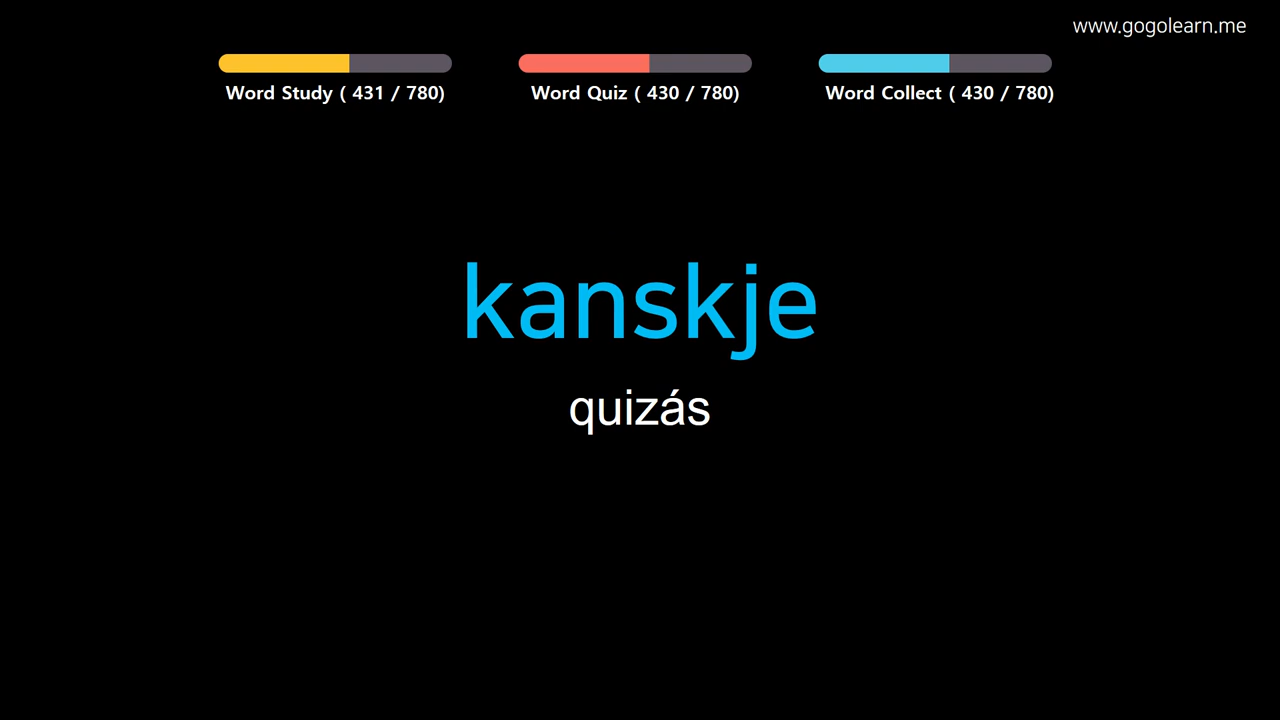 www.gogolearn.me
Word Study ( 431 / 780)
Word Quiz ( 430 / 780)
Word Collect ( 430 / 780)
kanskje
quizás